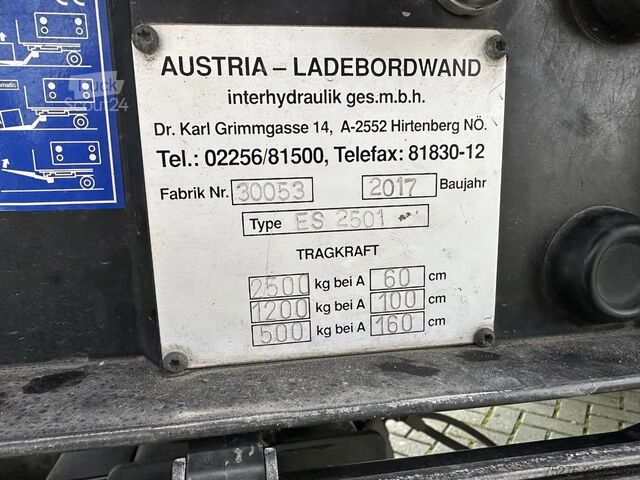 AUSTRIA – LADEBORDWAND
interhydraulik ges.m.b.h.
Dr. Karl Grimmgasse 14, A-2552 Hirtenberg NÖ.
Tel.: 02256/81500, Telefax: 81830-12
Fabrik Nr. 30053 2017 Baujahr
Type ES 2501
TRAGKRAFT
2500 kg bei A 60 cm
1200 kg bei A 100 cm
500 kg bei A 160 cm
Truck
Scout24